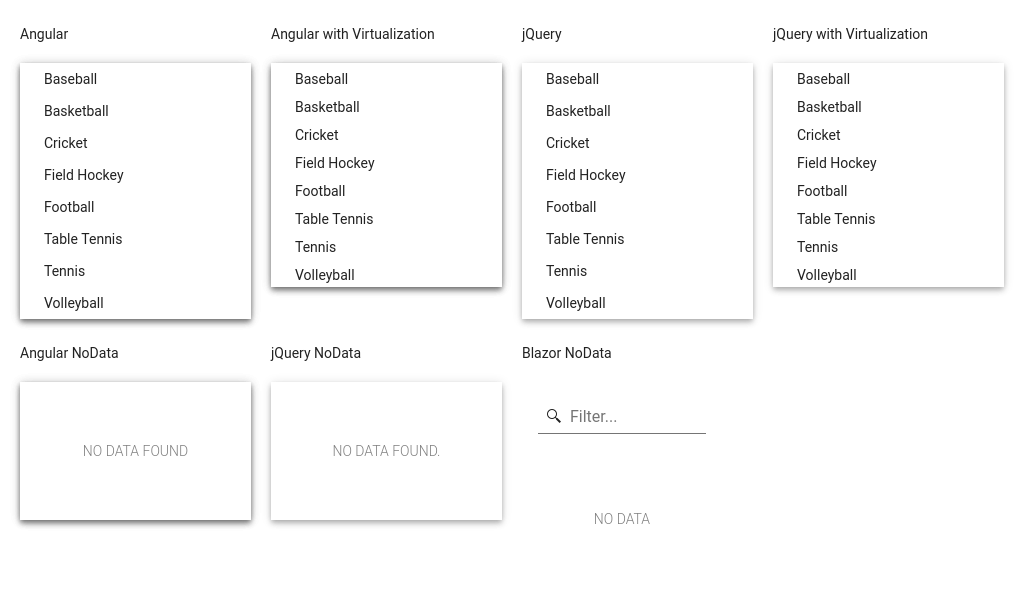 Angular
Baseball
Basketball
Cricket
Field Hockey
Football
Table Tennis
Tennis
Volleyball
Angular with Virtualization
Baseball
Basketball
Cricket
Field Hockey
Football
Table Tennis
Tennis
Volleyball
jQuery
Baseball
Basketball
Cricket
Field Hockey
Football
Table Tennis
Tennis
Volleyball
jQuery with Virtualization
Baseball
Basketball
Cricket
Field Hockey
Football
Table Tennis
Tennis
Volleyball
Angular NoData
NO DATA FOUND
jQuery NoData
NO DATA FOUND.
Blazor NoData
Filter...
NO DATA